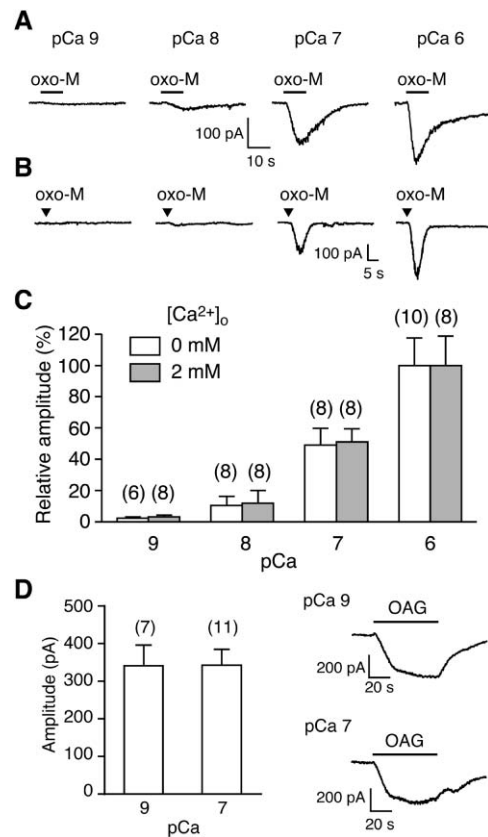 A
pCa 9 pCa 8 pCa 7 pCa 6
oxo-M oxo-M oxo-M oxo-M
100 pA
10 s
B
oxo-M oxo-M oxo-M oxo-M
100 pA
5 s
C
[Ca²⁺]ₒ
0 mM
2 mM
Relative amplitude (%)
120
100
80
60
40
20
0
(6) (8) (8) (8) (8) (8) (10) (8)
9 8 7 6
pCa
D
Amplitude (pA)
500
400
300
200
100
0
(7) (11)
9 7
pCa
pCa 9
OAG
200 pA
20 s
pCa 7
OAG
200 pA
20 s